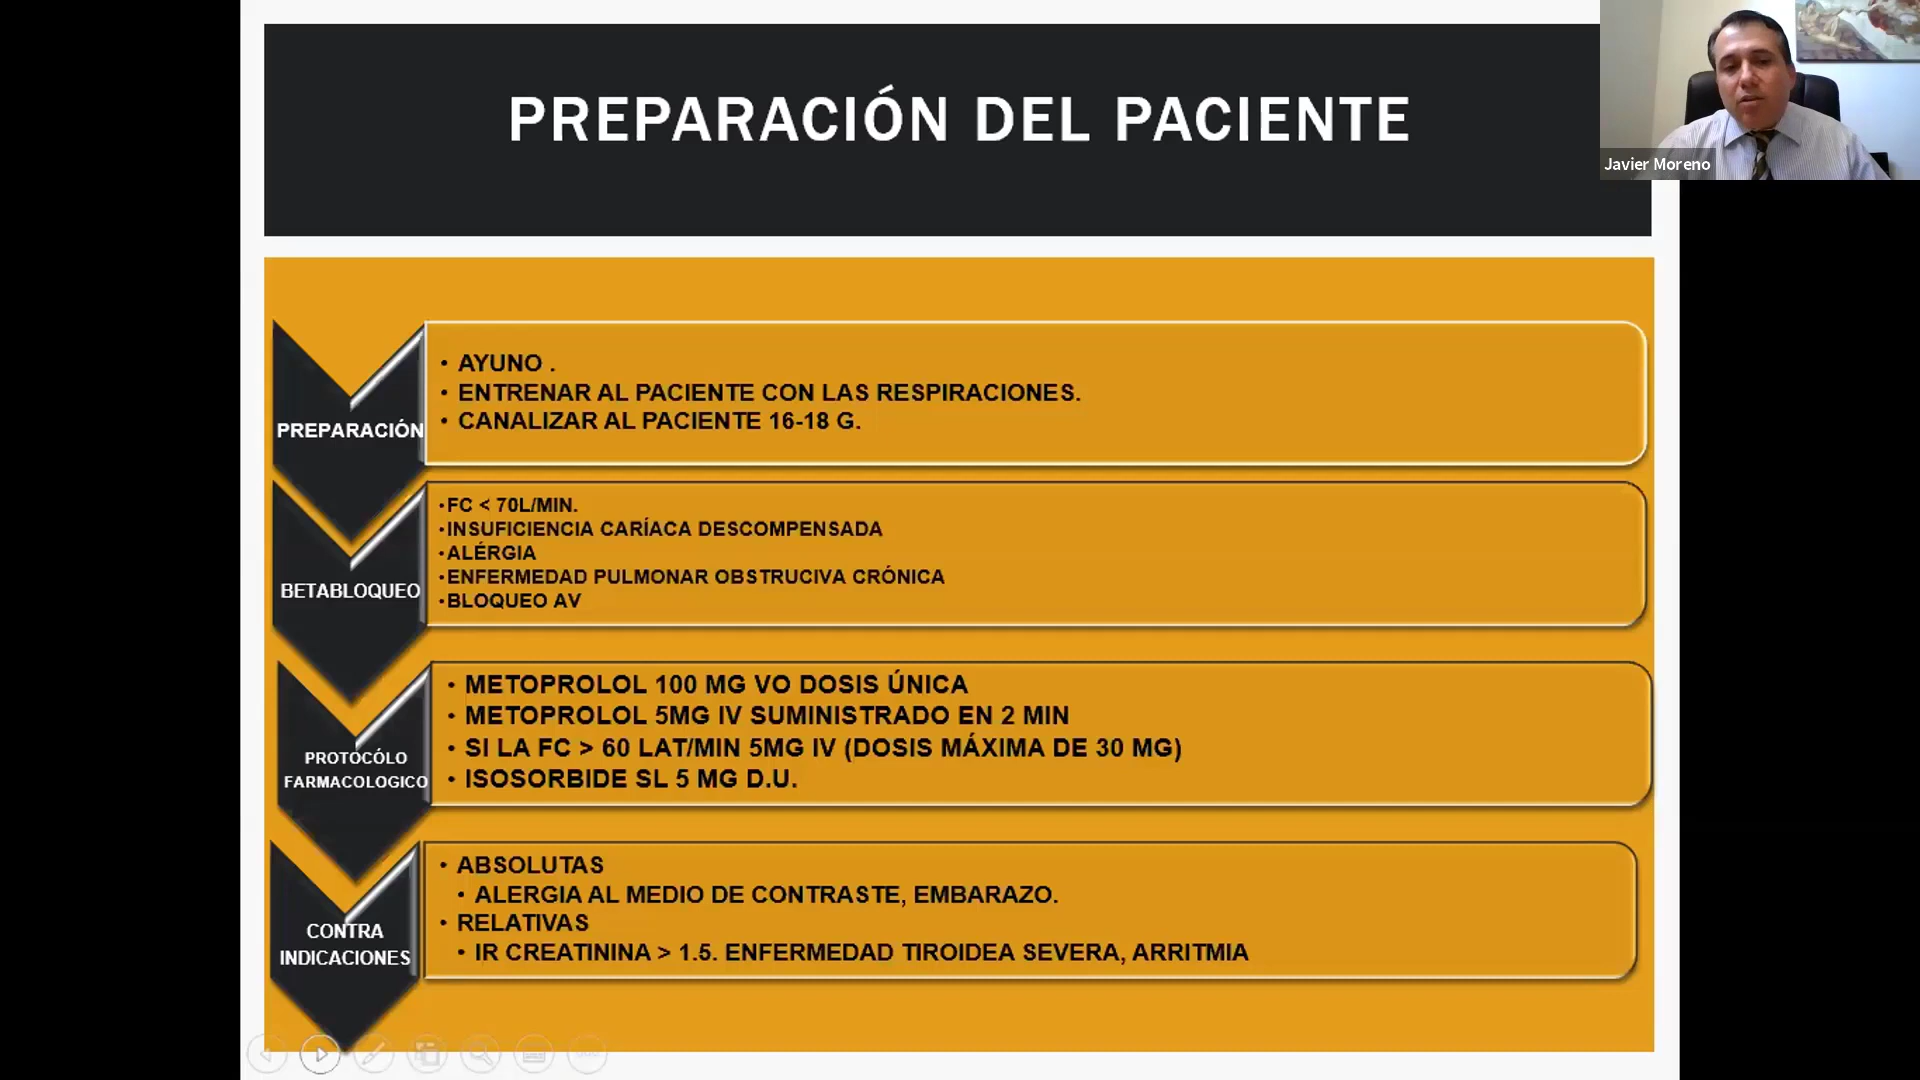 PREPARACIÓN DEL PACIENTE
Javier Moreno
PREPARACIÓN
• AYUNO .
• ENTRENAR AL PACIENTE CON LAS RESPIRACIONES.
• CANALIZAR AL PACIENTE 16-18 G.
BETABLOQUEO
•FC < 70L/MIN.
•INSUFICIENCIA CARÍACA DESCOMPENSADA
•ALÉRGIA
•ENFERMEDAD PULMONAR OBSTRUCIVA CRÓNICA
•BLOQUEO AV
PROTOCÓLO
FARMACOLOGICO
• METOPROLOL 100 MG VO DOSIS ÚNICA
• METOPROLOL 5MG IV SUMINISTRADO EN 2 MIN
• SI LA FC > 60 LAT/MIN 5MG IV (DOSIS MÁXIMA DE 30 MG)
• ISOSORBIDE SL 5 MG D.U.
CONTRA
INDICACIONES
• ABSOLUTAS
• ALERGIA AL MEDIO DE CONTRASTE, EMBARAZO.
• RELATIVAS
• IR CREATININA > 1.5. ENFERMEDAD TIROIDEA SEVERA, ARRITMIA